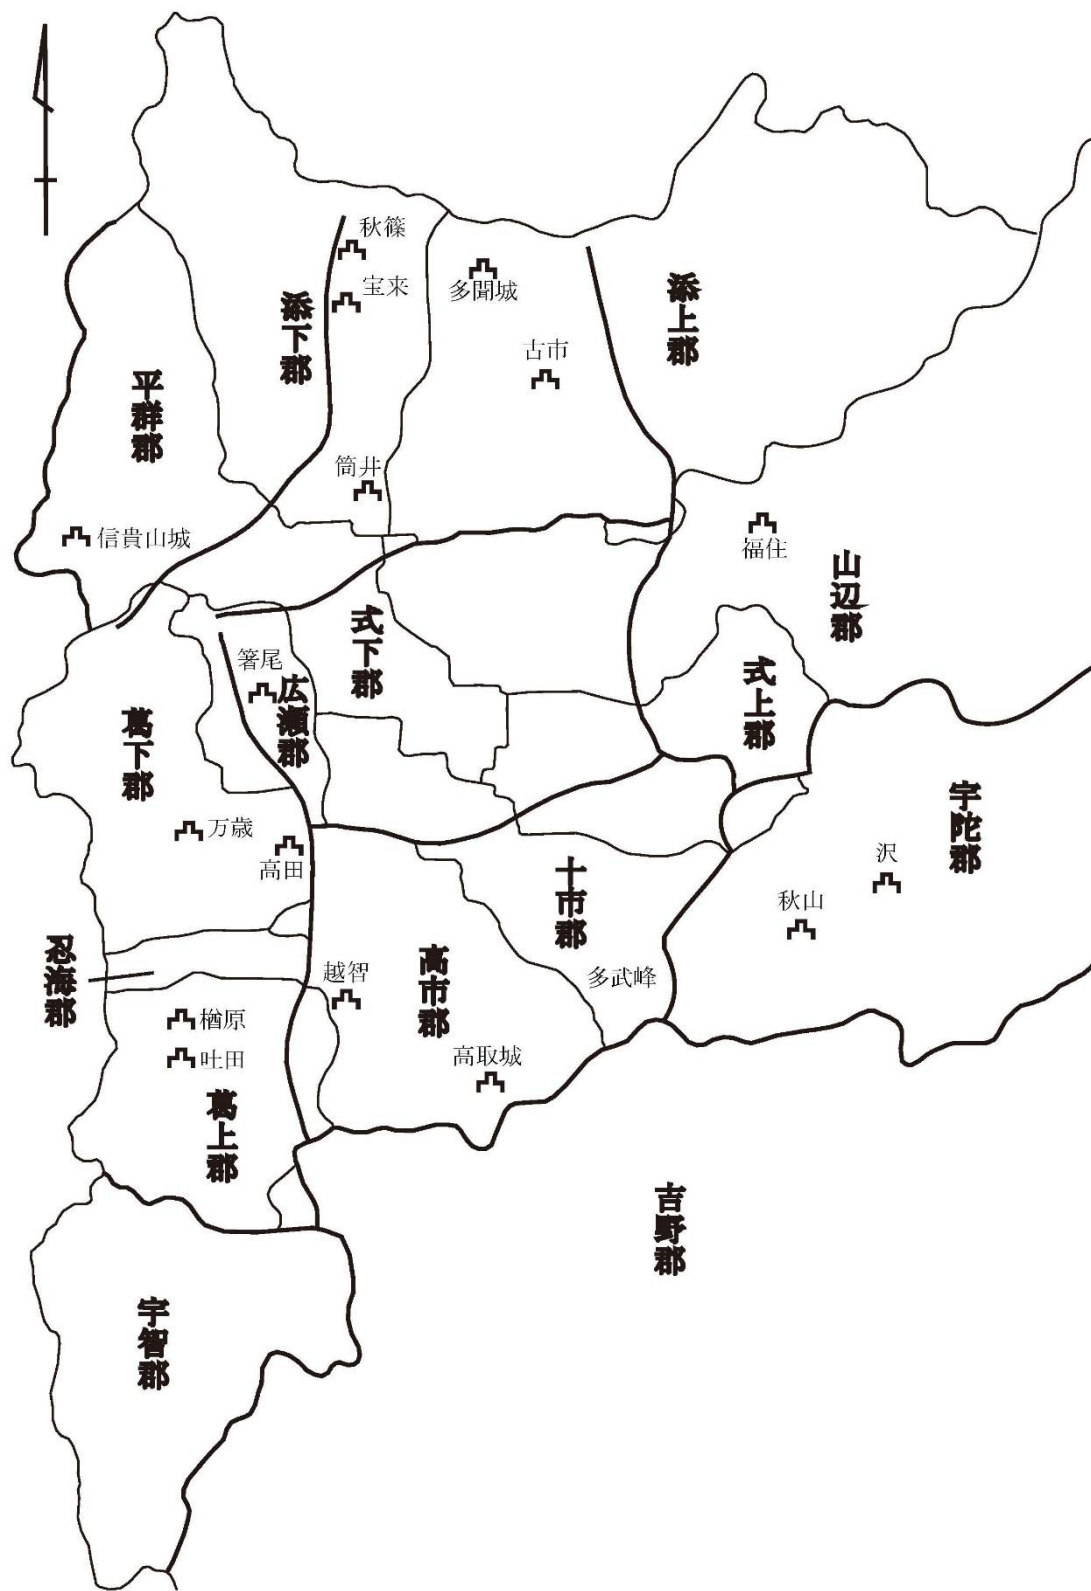 秋篠
宝来
多聞城
添上郡
添下郡
古市
平群郡
筒井
信貴山城
福住
山辺郡
式下郡
箸尾
広瀬郡
式上郡
葛下郡
宇陀郡
万歳
高田
沢
十市郡
秋山
忍海郡
越智
高市郡
多武峰
楢原
高取城
吐田
葛上郡
吉野郡
宇智郡